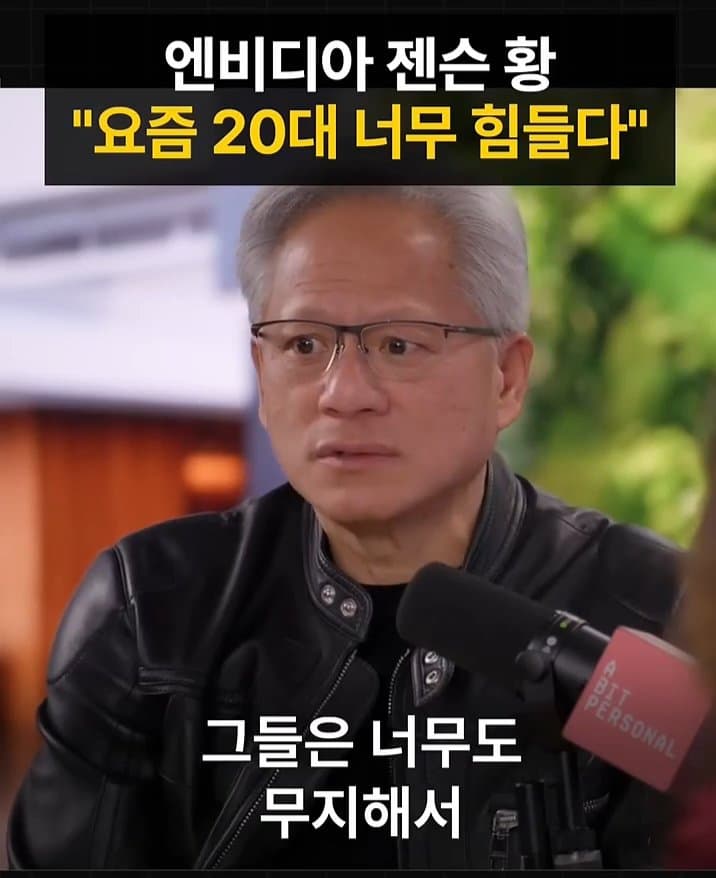 엔비디아 젠슨 황
"요즘 20대 너무 힘들다"
A
BIT
PERSONAL
그들은 너무도
무지해서